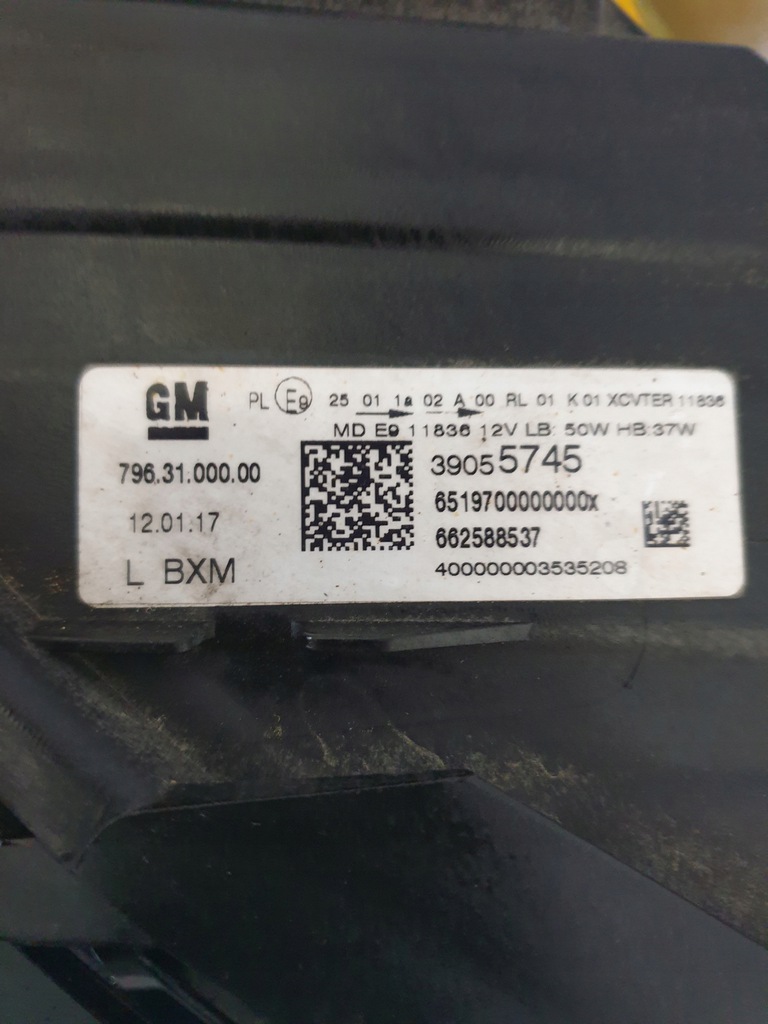 GM PL E9 25 01 1a 02 A 00 RL 01 K 01 XCVTER 11836
MD E9 11836 12V LB: 50W HB:37W
796.31.000.00 39055745
6519700000000x
12.01.17 662588537
L BXM 400000003535208